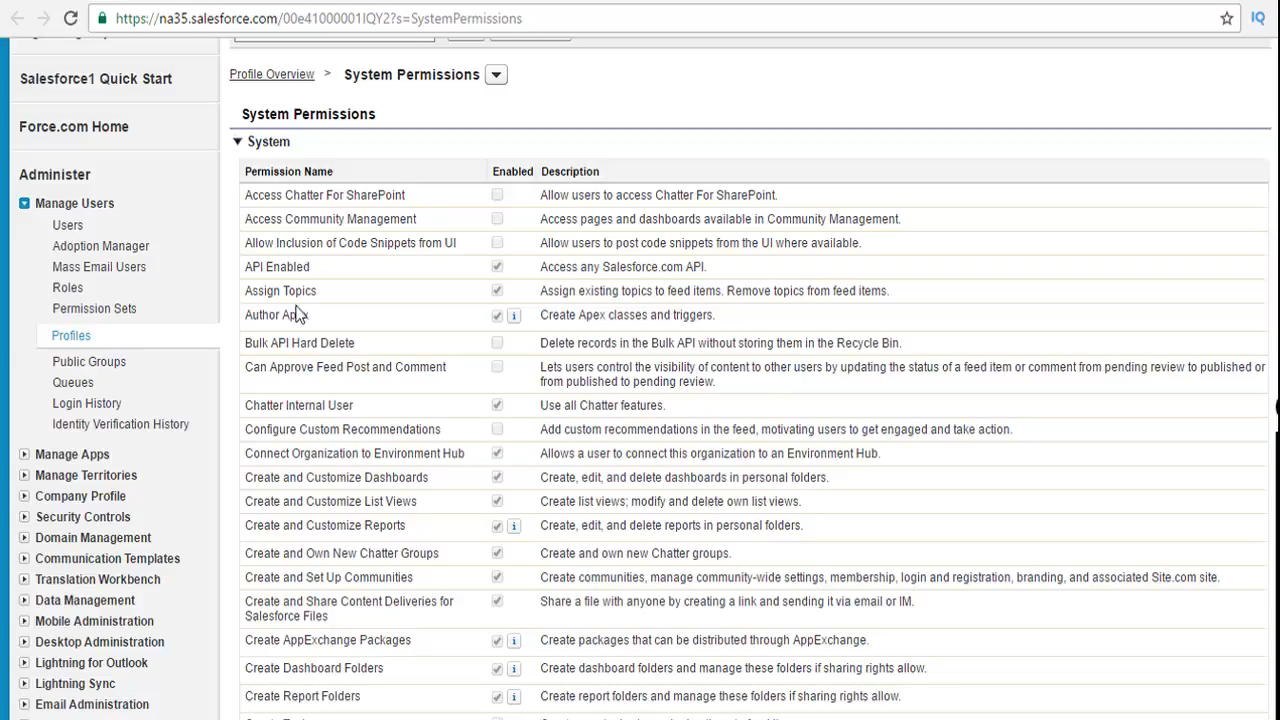 https://na35.salesforce.com/00e41000001IQY2?s=SystemPermissions
IQ
Salesforce1 Quick Start
Force.com Home
Administer
Manage Users
Users
Adoption Manager
Mass Email Users
Roles
Permission Sets
Profiles
Public Groups
Queues
Login History
Identity Verification History
Manage Apps
Manage Territories
Company Profile
Security Controls
Domain Management
Communication Templates
Translation Workbench
Data Management
Mobile Administration
Desktop Administration
Lightning for Outlook
Lightning Sync
Email Administration
Profile Overview > System Permissions
System Permissions
System
Permission Name Enabled Description
Access Chatter For SharePoint Allow users to access Chatter For SharePoint.
Access Community Management Access pages and dashboards available in Community Management.
Allow Inclusion of Code Snippets from UI Allow users to post code snippets from the UI where available.
API Enabled Access any Salesforce.com API.
Assign Topics Assign existing topics to feed items. Remove topics from feed items.
Author Apex i Create Apex classes and triggers.
Bulk API Hard Delete Delete records in the Bulk API without storing them in the Recycle Bin.
Can Approve Feed Post and Comment Lets users control the visibility of content to other users by updating the status of a feed item or comment from pending review to published or
from published to pending review.
Chatter Internal User Use all Chatter features.
Configure Custom Recommendations Add custom recommendations in the feed, motivating users to get engaged and take action.
Connect Organization to Environment Hub Allows a user to connect this organization to an Environment Hub.
Create and Customize Dashboards Create, edit, and delete dashboards in personal folders.
Create and Customize List Views Create list views; modify and delete own list views.
Create and Customize Reports i Create, edit, and delete reports in personal folders.
Create and Own New Chatter Groups Create and own new Chatter groups.
Create and Set Up Communities Create communities, manage community-wide settings, membership, login and registration, branding, and associated Site.com site.
Create and Share Content Deliveries for Share a file with anyone by creating a link and sending it via email or IM.
Salesforce Files
Create AppExchange Packages i Create packages that can be distributed through AppExchange.
Create Dashboard Folders i Create dashboard folders and manage these folders if sharing rights allow.
Create Report Folders i Create report folders and manage these folders if sharing rights allow.